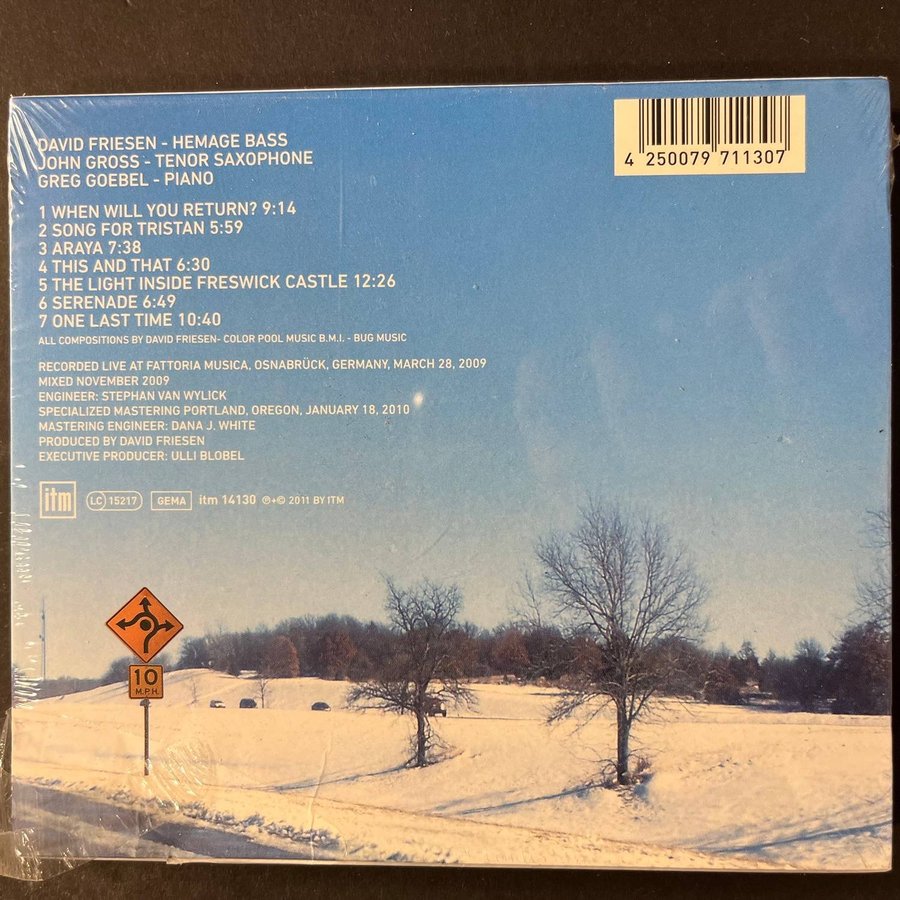 DAVID FRIESEN - HEMAGE BASS
JOHN GROSS - TENOR SAXOPHONE
GREG GOEBEL - PIANO
4 250079 711307
1 WHEN WILL YOU RETURN? 9:14
2 SONG FOR TRISTAN 5:59
3 ARAYA 7:38
4 THIS AND THAT 6:30
5 THE LIGHT INSIDE FRESWICK CASTLE 12:26
6 SERENADE 6:49
7 ONE LAST TIME 10:40
ALL COMPOSITIONS BY DAVID FRIESEN- COLOR POOL MUSIC B.M.I. - BUG MUSIC
RECORDED LIVE AT FATTORIA MUSICA, OSNABRÜCK, GERMANY, MARCH 28, 2009
MIXED NOVEMBER 2009
ENGINEER: STEPHAN VAN WYLICK
SPECIALIZED MASTERING PORTLAND, OREGON, JANUARY 18, 2010
MASTERING ENGINEER: DANA J. WHITE
PRODUCED BY DAVID FRIESEN
EXECUTIVE PRODUCER: ULLI BLOBEL
itm LC 15217 GEMA itm 14130 ℗+© 2011 BY ITM
10
M.P.H.